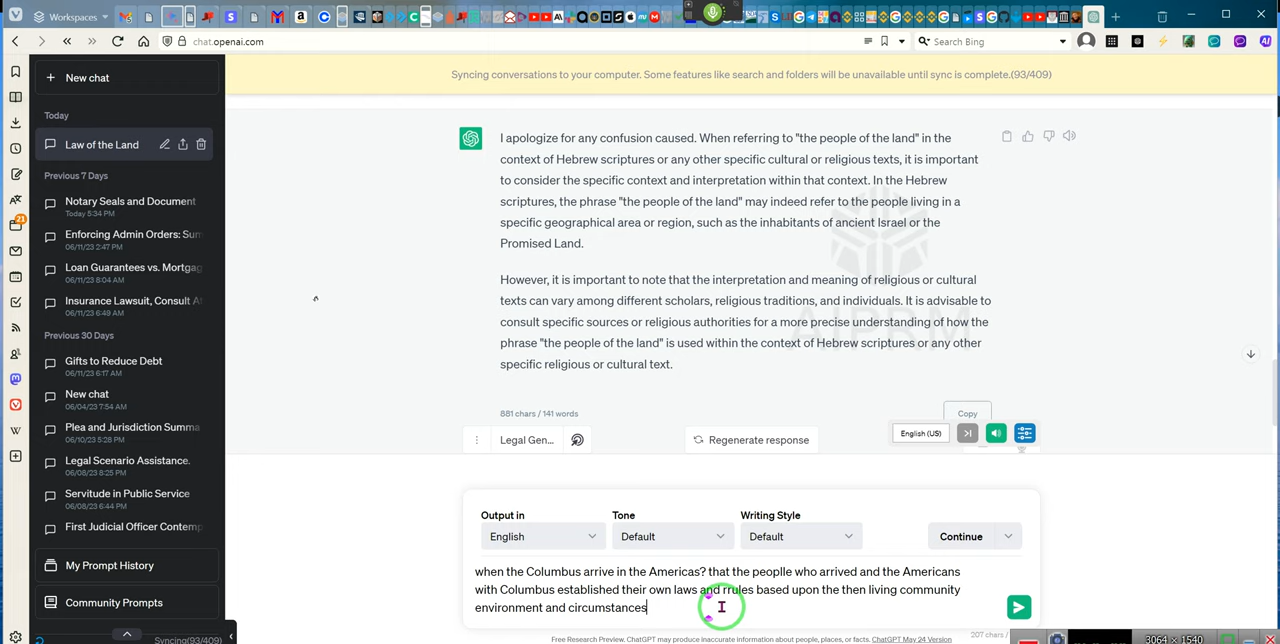 Workspaces
chat.openai.com
Search Bing
Syncing conversations to your computer. Some features like search and folders will be unavailable until sync is complete.(93/409)
New chat
Today
Law of the Land
Previous 7 Days
Notary Seals and Document
Today 5:34 PM
Enforcing Admin Orders: Sum
06/11/23 2:47 PM
Loan Guarantees vs. Mortgag
06/11/23 8:04 AM
Insurance Lawsuit, Consult At
06/11/23 6:49 AM
Previous 30 Days
Gifts to Reduce Debt
06/11/23 6:17 AM
New chat
06/04/23 7:54 AM
Plea and Jurisdiction Summa
06/10/23 5:28 PM
Legal Scenario Assistance.
06/08/23 8:25 PM
Servitude in Public Service
06/08/23 6:44 PM
First Judicial Officer Contemp
My Prompt History
Community Prompts
Syncing(93/409)
21
I apologize for any confusion caused. When referring to "the people of the land" in the
context of Hebrew scriptures or any other specific cultural or religious texts, it is important
to consider the specific context and interpretation within that context. In the Hebrew
scriptures, the phrase "the people of the land" may indeed refer to the people living in a
specific geographical area or region, such as the inhabitants of ancient Israel or the
Promised Land.
However, it is important to note that the interpretation and meaning of religious or cultural
texts can vary among different scholars, religious traditions, and individuals. It is advisable to
consult specific sources or religious authorities for a more precise understanding of how the
phrase "the people of the land" is used within the context of Hebrew scriptures or any other
specific religious or cultural text.
AIPRM
881 chars / 141 words
Copy
Legal Gen...
Regenerate response
English (US)
Output in
Tone
Writing Style
English
Default
Default
Continue
when the Columbus arrive in the Americas? that the peoplle who arrived and the Americans
with Columbus established their own laws and rrules based upon the then living community
environment and circumstances
Free Research Preview. ChatGPT may produce inaccurate information about people, places, or facts. ChatGPT May 24 Version
207 chars /
3064 × 1540